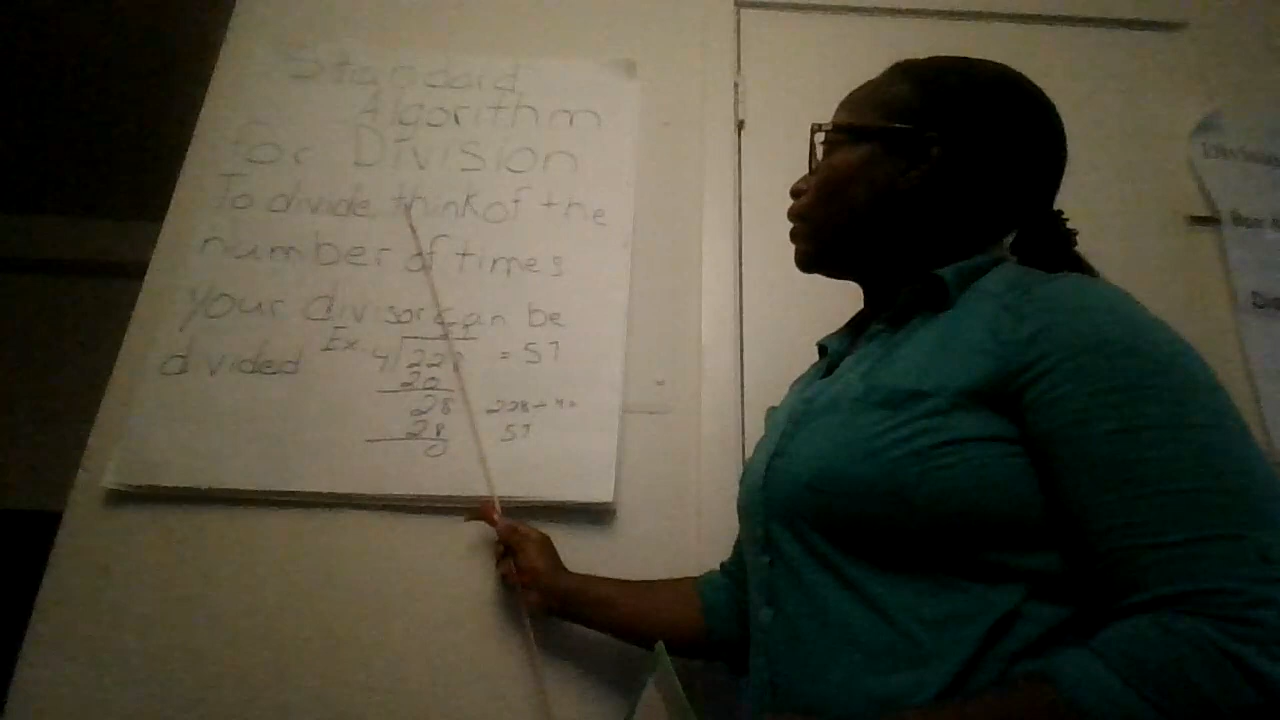 Standard
Algorithm
for Division
To divide think of the
number of times
your divisor can be
divided Ex. 4 228 = 57
20
28
28
0
57